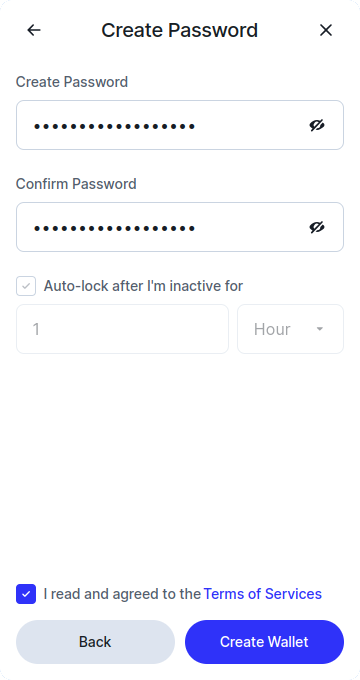 Create Password
Create Password
••••••••••••••••••
Confirm Password
••••••••••••••••••
Auto-lock after I'm inactive for
1 Hour
I read and agreed to the Terms of Services
Back Create Wallet